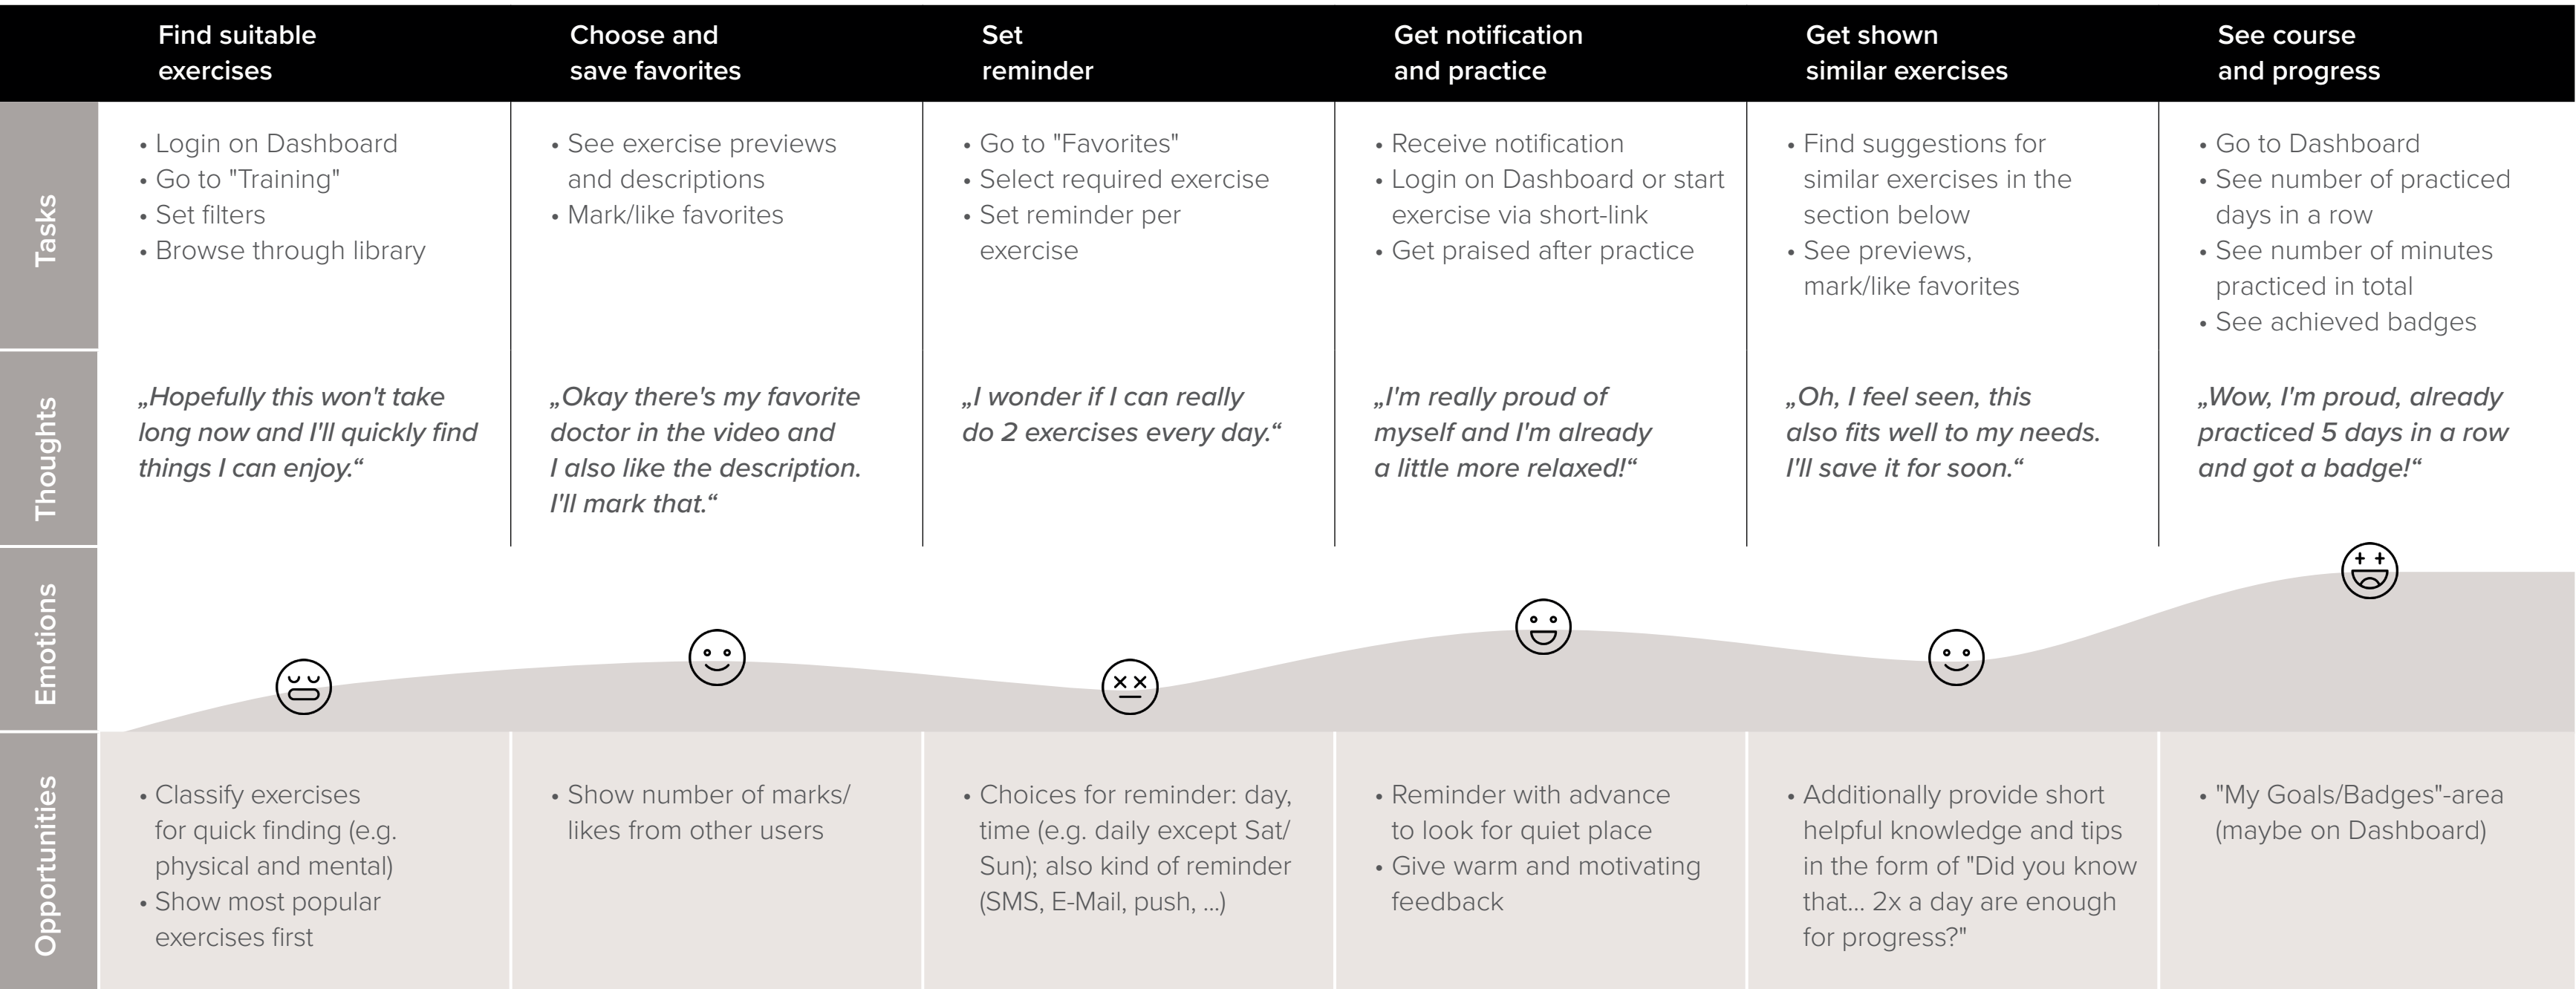 Find suitable
exercises
Choose and
save favorites
Set
reminder
Get notification
and practice
Get shown
similar exercises
See course
and progress
Tasks
• Login on Dashboard
• Go to "Training"
• Set filters
• Browse through library
• See exercise previews
and descriptions
• Mark/like favorites
• Go to "Favorites"
• Select required exercise
• Set reminder per
exercise
• Receive notification
• Login on Dashboard or start
exercise via short-link
• Get praised after practice
• Find suggestions for
similar exercises in the
section below
• See previews,
mark/like favorites
• Go to Dashboard
• See number of practiced
days in a row
• See number of minutes
practiced in total
• See achieved badges
Thoughts
„Hopefully this won't take
long now and I'll quickly find
things I can enjoy.“
„Okay there's my favorite
doctor in the video and
I also like the description.
I'll mark that.“
„I wonder if I can really
do 2 exercises every day.“
„I'm really proud of
myself and I'm already
a little more relaxed!“
„Oh, I feel seen, this
also fits well to my needs.
I'll save it for soon.“
„Wow, I'm proud, already
practiced 5 days in a row
and got a badge!“
Emotions
Opportunities
• Classify exercises
for quick finding (e.g.
physical and mental)
• Show most popular
exercises first
• Show number of marks/
likes from other users
• Choices for reminder: day,
time (e.g. daily except Sat/
Sun); also kind of reminder
(SMS, E-Mail, push, ...)
• Reminder with advance
to look for quiet place
• Give warm and motivating
feedback
• Additionally provide short
helpful knowledge and tips
in the form of "Did you know
that... 2x a day are enough
for progress?"
• "My Goals/Badges"-area
(maybe on Dashboard)